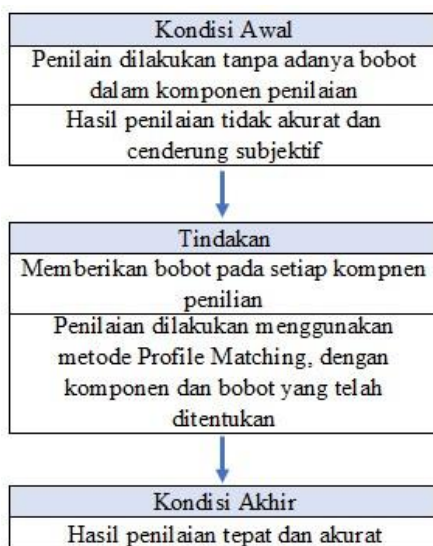 Kondisi Awal
Penilain dilakukan tanpa adanya bobot
dalam komponen penilaian
Hasil penilaian tidak akurat dan
cenderung subjektif
Tindakan
Memberikan bobot pada setiap kompnen
penilian
Penilaian dilakukan menggunakan
metode Profile Matching, dengan
komponen dan bobot yang telah
ditentukan
Kondisi Akhir
Hasil penilaian tepat dan akurat